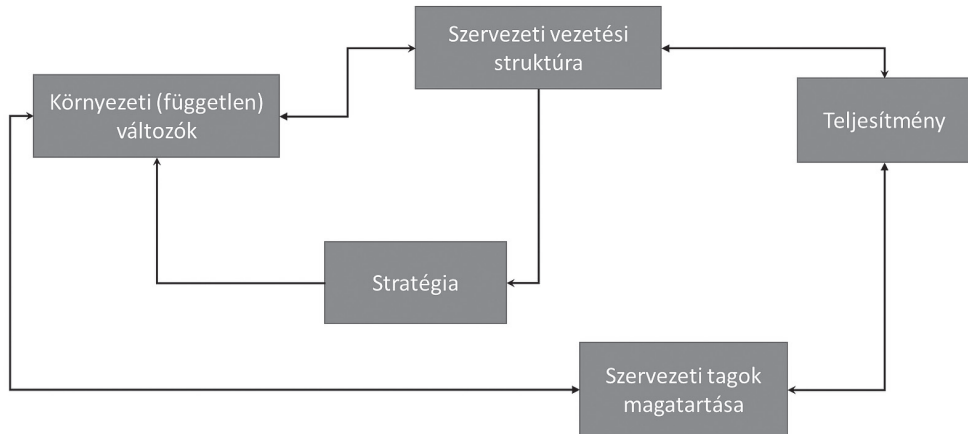 Szervezeti vezetési
struktúra
Környezeti (független)
változók
Teljesítmény
Stratégia
Szervezeti tagok
magatartása